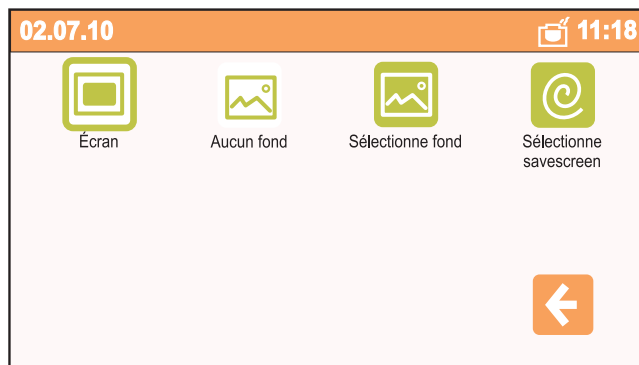 02.07.10 11:18
Écran
Aucun fond
Sélectionne fond
Sélectionne
savescreen